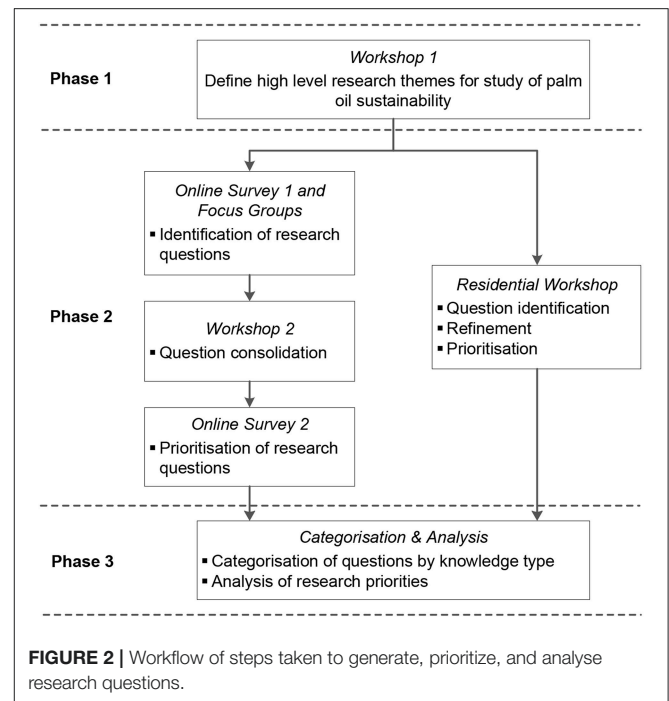 Workshop 1
Phase 1
Define high level research themes for study of palm
oil sustainability
Online Survey 1 and
Focus Groups
▪ Identification of research
questions
Phase 2
Workshop 2
▪ Question consolidation
Online Survey 2
▪ Prioritisation of research
questions
Residential Workshop
▪ Question identification
▪ Refinement
▪ Prioritisation
Phase 3
Categorisation & Analysis
▪ Categorisation of questions by knowledge type
▪ Analysis of research priorities
FIGURE 2 | Workflow of steps taken to generate, prioritize, and analyse
research questions.